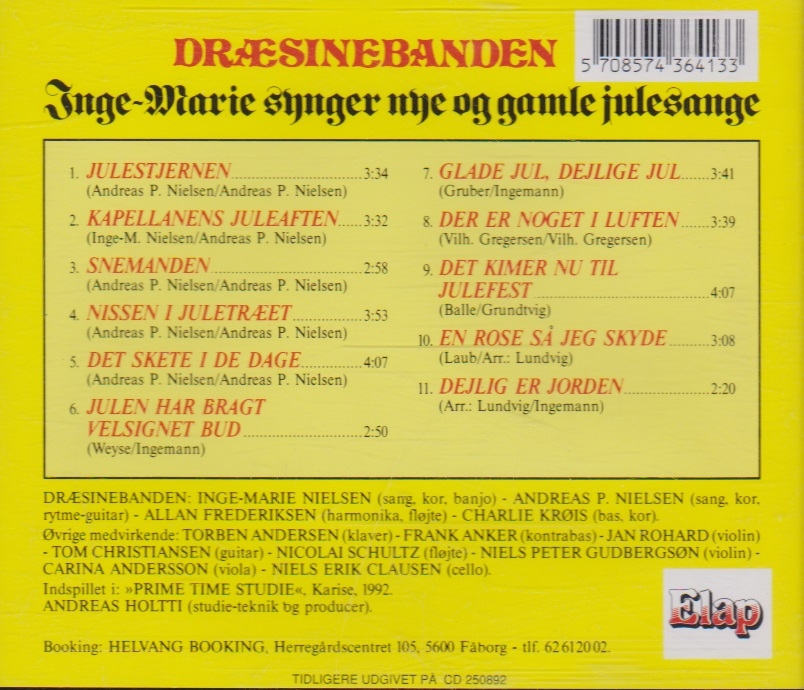 DRÆSINEBANDEN
5 708574 364133
Inge-Marie synger nye og gamle julesange
1. JULESTJERNEN 3:34
(Andreas P. Nielsen/Andreas P. Nielsen)
2. KAPELLANENS JULEAFTEN 3:32
(Inge-M. Nielsen/Andreas P. Nielsen)
3. SNEMANDEN 2:58
(Andreas P. Nielsen/Andreas P. Nielsen)
4. NISSEN I JULETRÆET 3:53
(Andreas P. Nielsen/Andreas P. Nielsen)
5. DET SKETE I DE DAGE 4:07
(Andreas P. Nielsen/Andreas P. Nielsen)
6. JULEN HAR BRAGT
VELSIGNET BUD 2:50
(Weyse/Ingemann)
7. GLADE JUL, DEJLIGE JUL 3:41
(Gruber/Ingemann)
8. DER ER NOGET I LUFTEN 3:39
(Vilh. Gregersen/Vilh. Gregersen)
9. DET KIMER NU TIL
JULEFEST 4:07
(Balle/Grundtvig)
10. EN ROSE SÅ JEG SKYDE 3:08
(Laub/Arr.: Lundvig)
11. DEJLIG ER JORDEN 2:20
(Arr.: Lundvig/Ingemann)
DRÆSINEBANDEN: INGE-MARIE NIELSEN (sang, kor, banjo) - ANDREAS P. NIELSEN (sang, kor,
rytme-guitar) - ALLAN FREDERIKSEN (harmonika, fløjte) - CHARLIE KRØIS (bas, kor).
Øvrige medvirkende: TORBEN ANDERSEN (klaver) - FRANK ANKER (kontrabas) - JAN ROHARD (violin)
- TOM CHRISTIANSEN (guitar) - NICOLAI SCHULTZ (fløjte) - NIELS PETER GUDBERGSØN (violin) -
CARINA ANDERSSON (viola) - NIELS ERIK CLAUSEN (cello).
Indspillet i: »PRIME TIME STUDIE«, Karise, 1992.
ANDREAS HOLTTI (studie-teknik og producer).
Elap
Booking: HELVANG BOOKING, Herregårdscentret 105, 5600 Fåborg - tlf. 62 61 20 02.
TIDLIGERE UDGIVET PÅ CD 250892